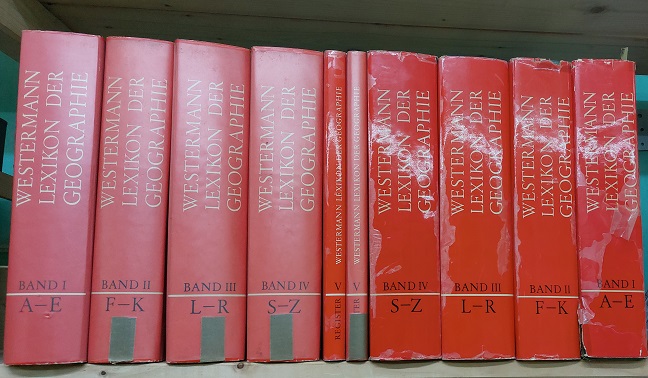 WESTERMANN
LEXIKON DER
GEOGRAPHIE
BAND I
A–E
WESTERMANN
LEXIKON DER
GEOGRAPHIE
BAND II
F–K
WESTERMANN
LEXIKON DER
GEOGRAPHIE
BAND III
L–R
WESTERMANN
LEXIKON DER
GEOGRAPHIE
BAND IV
S–Z
WESTERMANN LEXIKON DER GEOGRAPHIE
V
REGISTER
WESTERMANN LEXIKON DER GEOGRAPHIE
V
TER
WESTERMANN
LEXIKON DER
GEOGRAPHIE
BAND IV
S–Z
WESTERMANN
LEXIKON DER
GEOGRAPHIE
BAND III
L–R
WESTERMANN
LEXIKON DER
GEOGRAPHIE
BAND II
F–K
WESTERMANN
LEXIKON DER
GEOGRAPHIE
BAND I
A–E